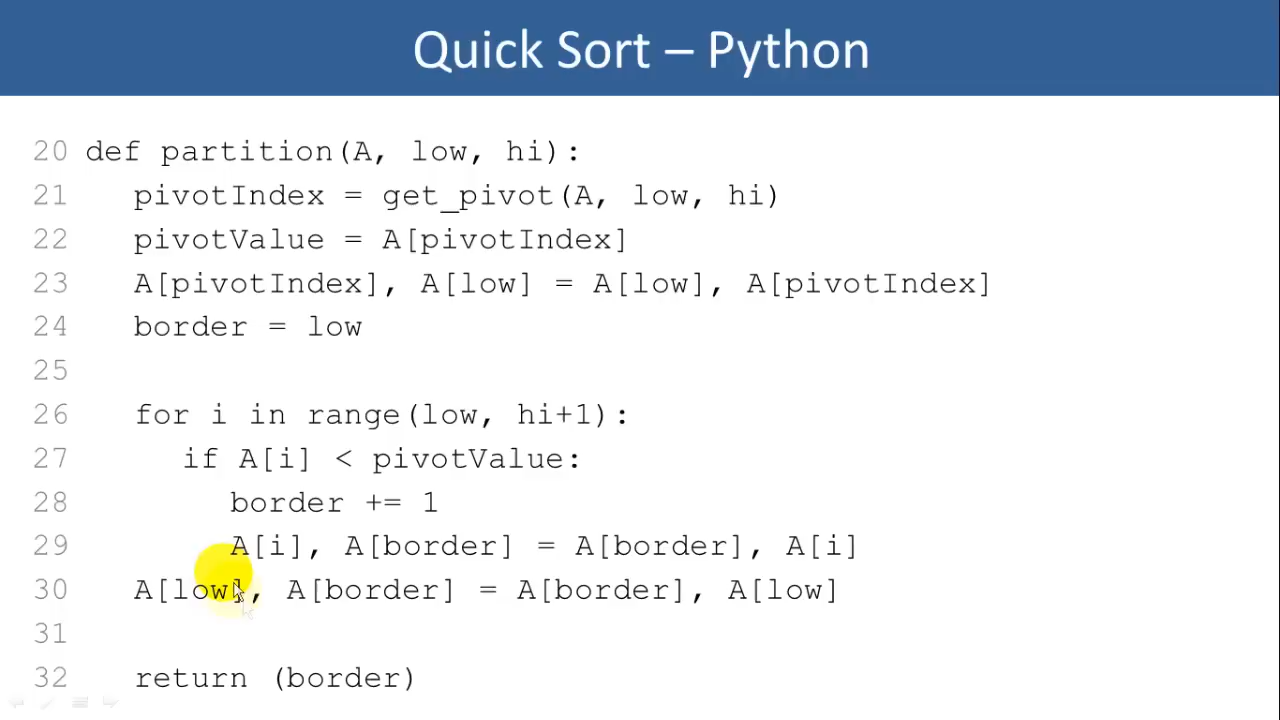 Quick Sort – Python
20 def partition(A, low, hi):
21 pivotIndex = get_pivot(A, low, hi)
22 pivotValue = A[pivotIndex]
23 A[pivotIndex], A[low] = A[low], A[pivotIndex]
24 border = low
25
26 for i in range(low, hi+1):
27 if A[i] < pivotValue:
28 border += 1
29 A[i], A[border] = A[border], A[i]
30 A[low], A[border] = A[border], A[low]
31
32 return (border)